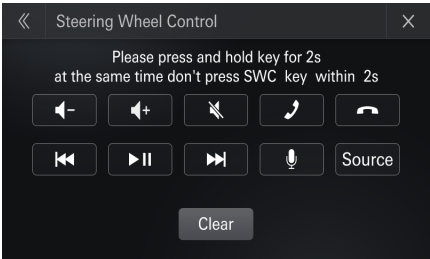 Steering Wheel Control
Please press and hold key for 2s
at the same time don't press SWC key within 2s
Source
Clear